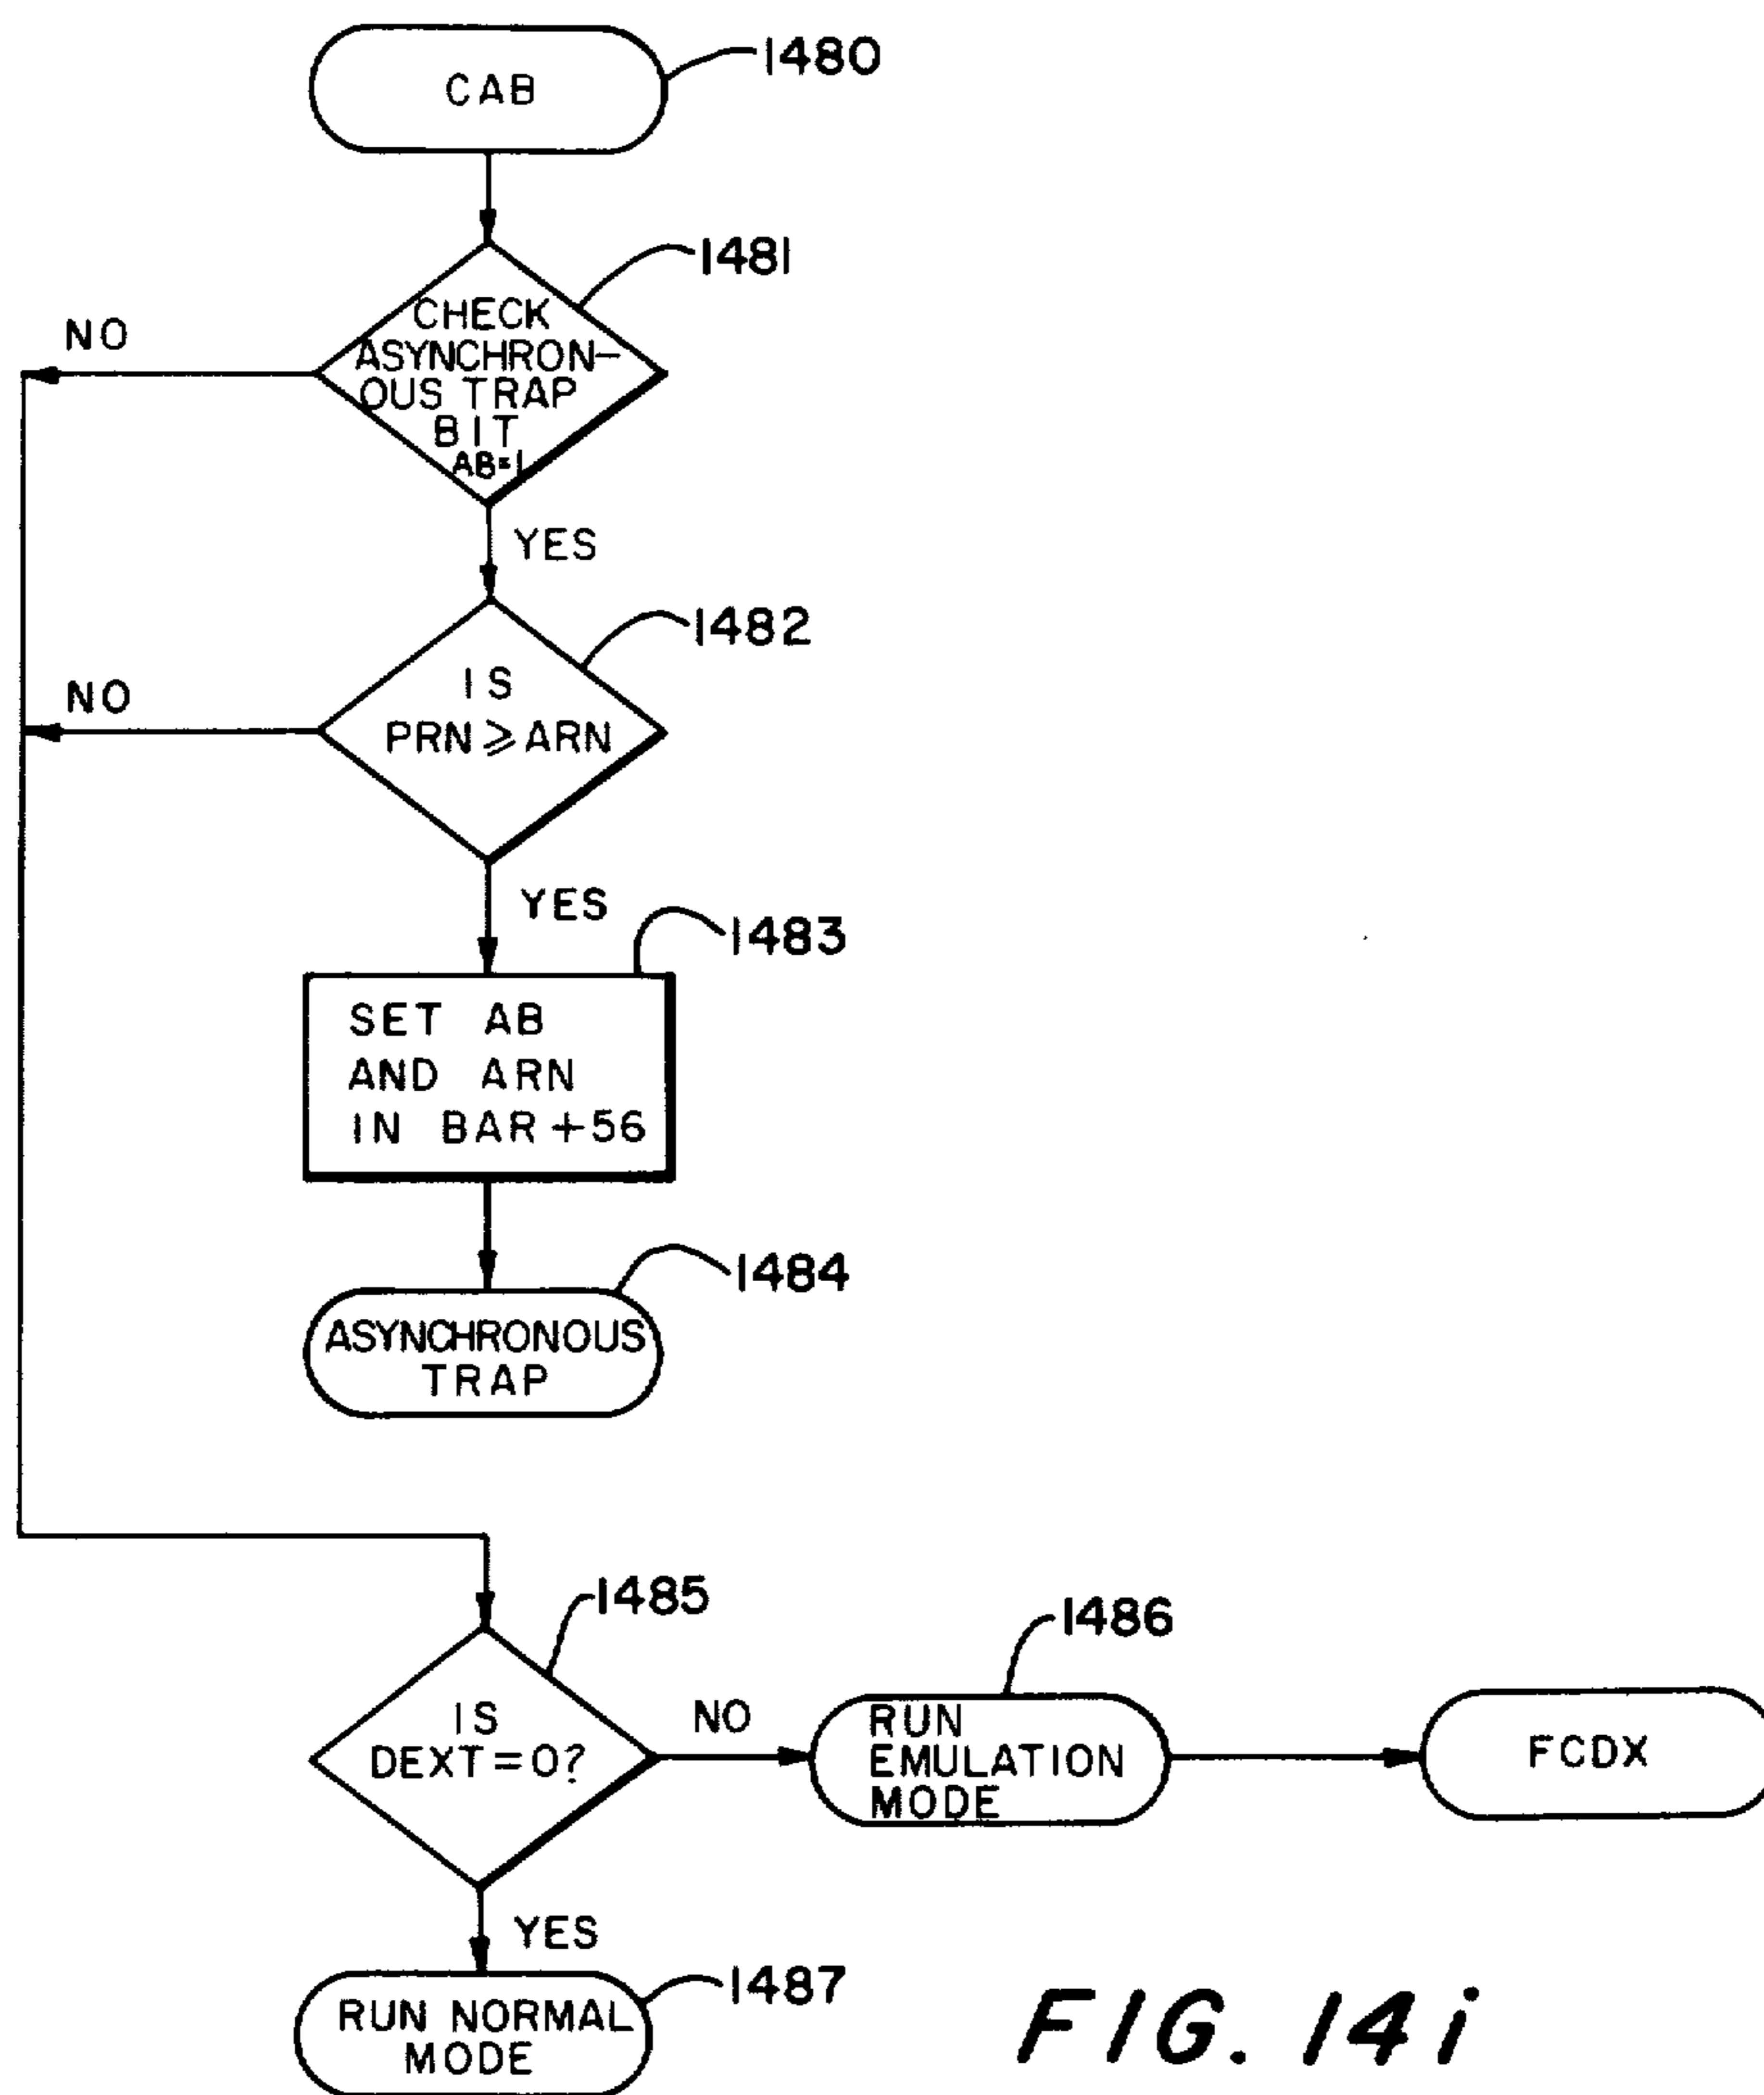 CAB
1480
1481
CHECK
ASYNCHRON-
OUS TRAP
BIT
AB=1
NO
YES
1482
IS
PRN ⩾ ARN
NO
YES
1483
SET AB
AND ARN
IN BAR+56
1484
ASYNCHRONOUS
TRAP
1485
IS
DEXT=0?
NO
1486
RUN
EMULATION
MODE
FCDX
YES
1487
RUN NORMAL
MODE
FIG. 14i